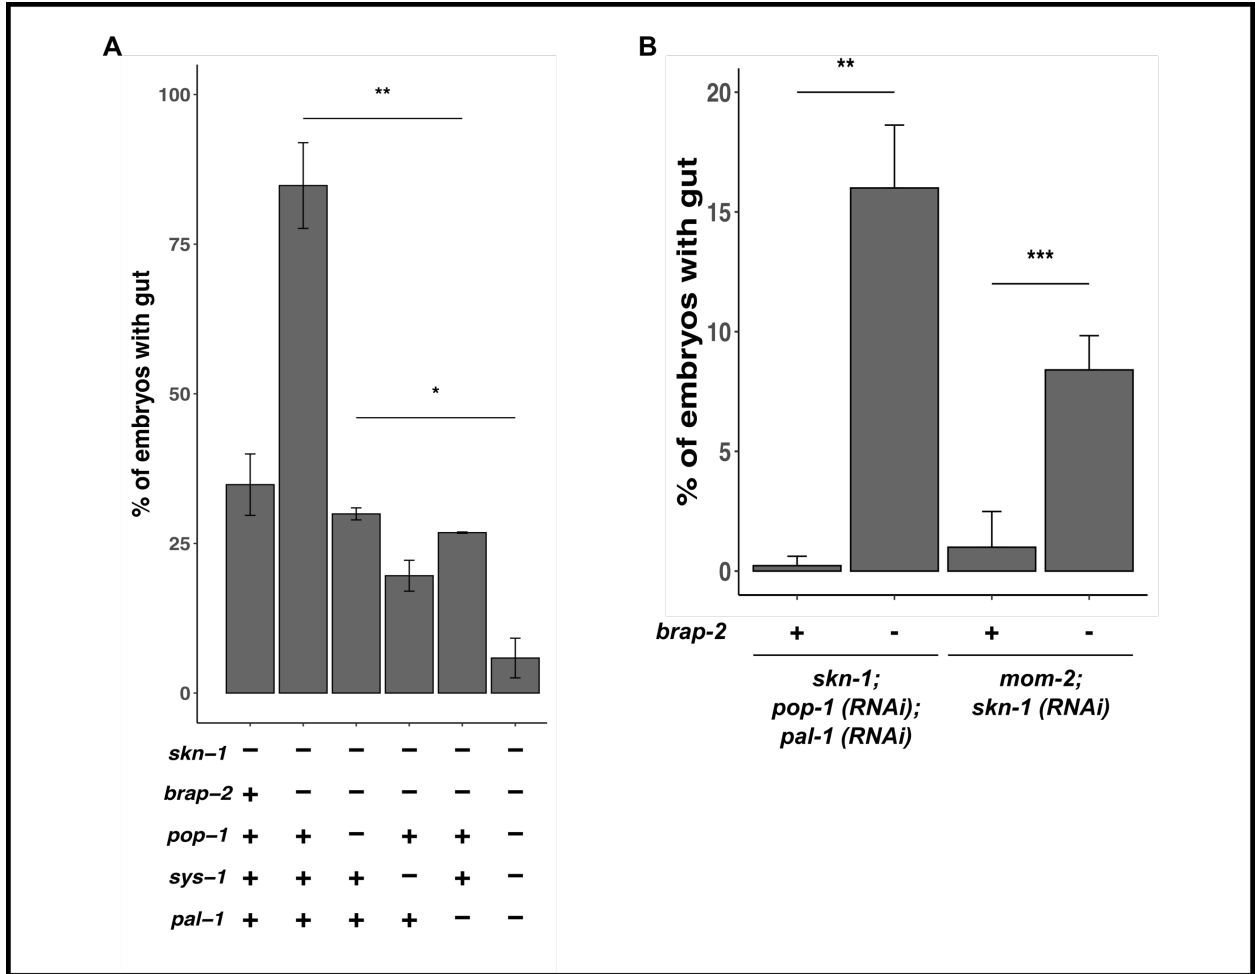 A
B
% of embryos with gut
100
75
50
25
0
**
*
skn–1 – – – – – –
brap–2 + – – – – –
pop–1 + + – + + –
sys–1 + + + – + –
pal–1 + + + + – –
% of embryos with gut
20
15
10
5
0
**
***
brap-2 + - + -
skn-1;
pop-1 (RNAi);
pal-1 (RNAi)
mom-2;
skn-1 (RNAi)